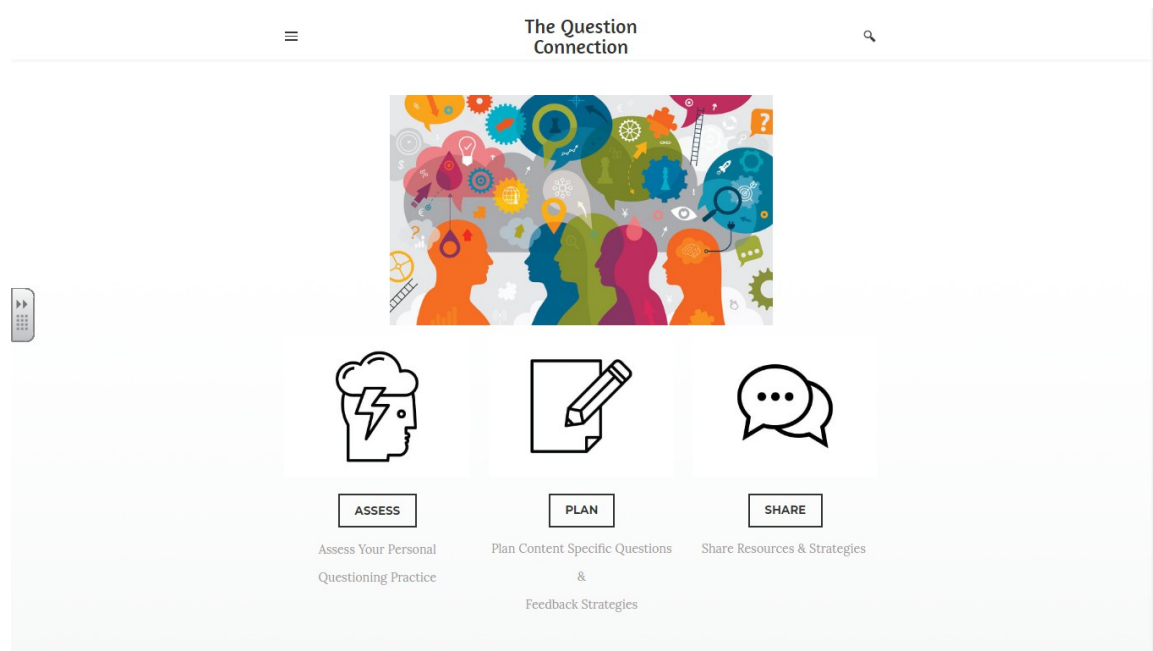 The Question
Connection
ASSESS
PLAN
SHARE
Assess Your Personal
Questioning Practice
Plan Content Specific Questions
&
Feedback Strategies
Share Resources & Strategies